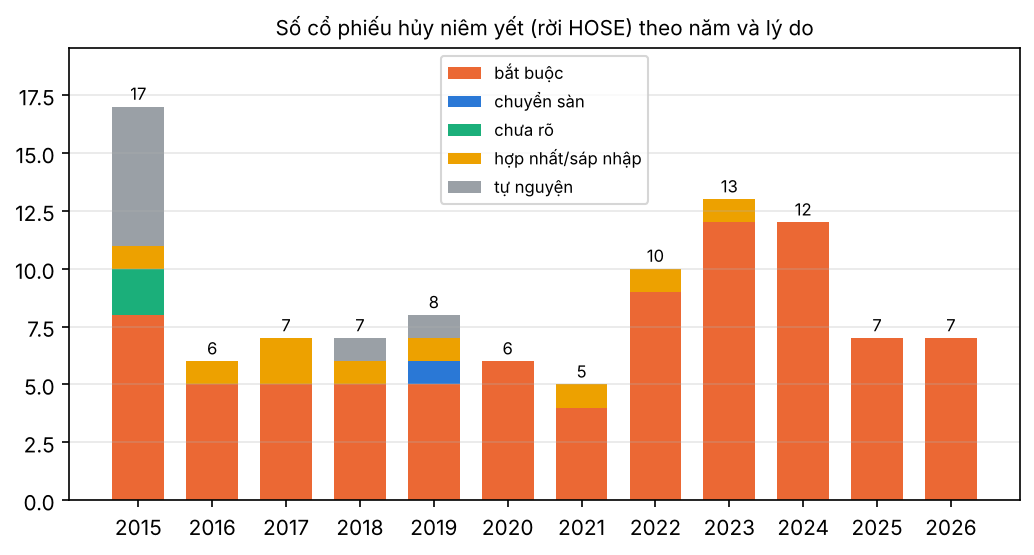 Số cổ phiếu hủy niêm yết (rời HOSE) theo năm và lý do
bắt buộc
chuyển sàn
chưa rõ
hợp nhất/sáp nhập
tự nguyện
17.5
15.0
12.5
10.0
7.5
5.0
2.5
0.0
17
6
7
7
8
6
5
10
13
12
7
7
2015 2016 2017 2018 2019 2020 2021 2022 2023 2024 2025 2026